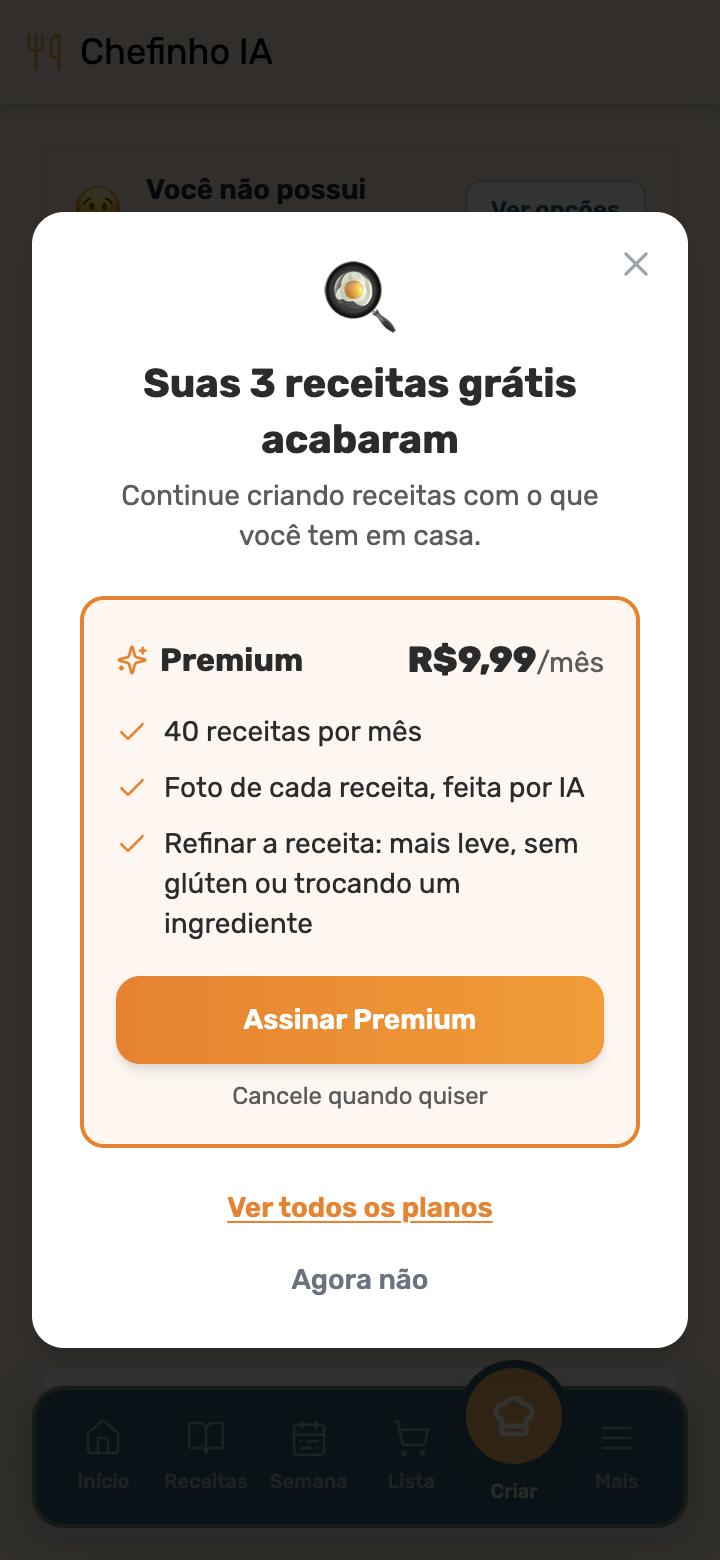 Chefinho IA
Você não possui
Ver opções
Suas 3 receitas grátis
acabaram
Continue criando receitas com o que
você tem em casa.
Premium
R$9,99/mês
40 receitas por mês
Foto de cada receita, feita por IA
Refinar a receita: mais leve, sem
glúten ou trocando um
ingrediente
Assinar Premium
Cancele quando quiser
Ver todos os planos
Agora não
Início
Receitas
Semana
Lista
Criar
Mais